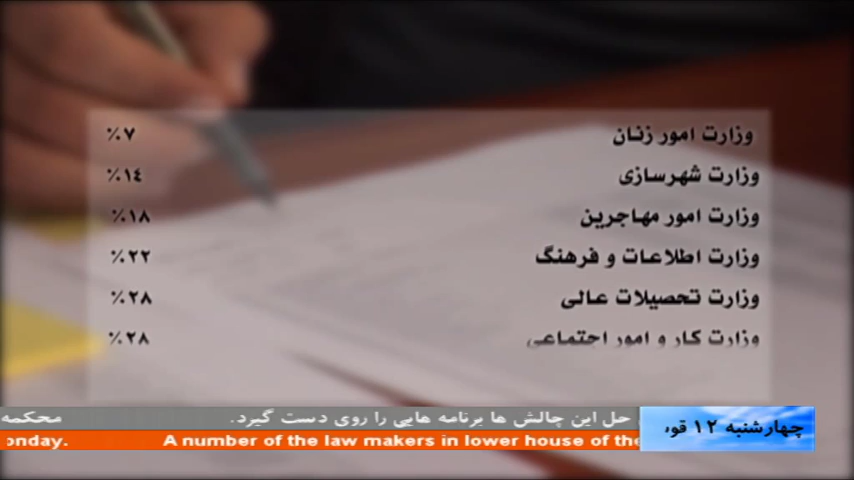 وزارت امور زنان ٪۷
وزارت شهرسازی ٪۱٤
وزارت امور مهاجرین ٪۱۸
وزارت اطلاعات و فرهنگ ٪۲۲
وزارت تحصیلات عالی ٪۲۸
وزارت کار و امور اجتماعی ٪۲۸
حل این چالش ها برنامه هایی را روی دست گیرد. محکمه
چهارشنبه ۱۲
onday. A number of the law makers in lower house of the